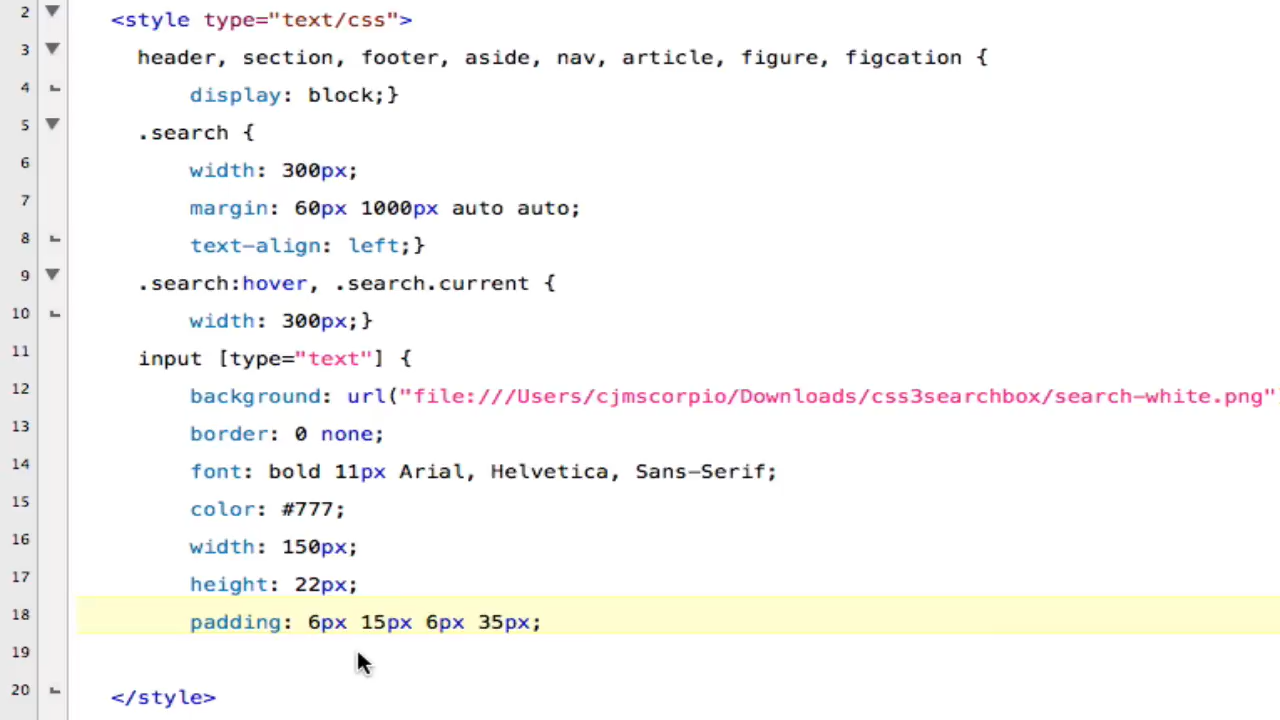 2 <style type="text/css">
3 header, section, footer, aside, nav, article, figure, figcation {
4 display: block;}
5 .search {
6 width: 300px;
7 margin: 60px 1000px auto auto;
8 text-align: left;}
9 .search:hover, .search.current {
10 width: 300px;}
11 input [type="text"] {
12 background: url("file:///Users/cjmscorpio/Downloads/css3searchbox/search-white.png"
13 border: 0 none;
14 font: bold 11px Arial, Helvetica, Sans-Serif;
15 color: #777;
16 width: 150px;
17 height: 22px;
18 padding: 6px 15px 6px 35px;
19
20 </style>